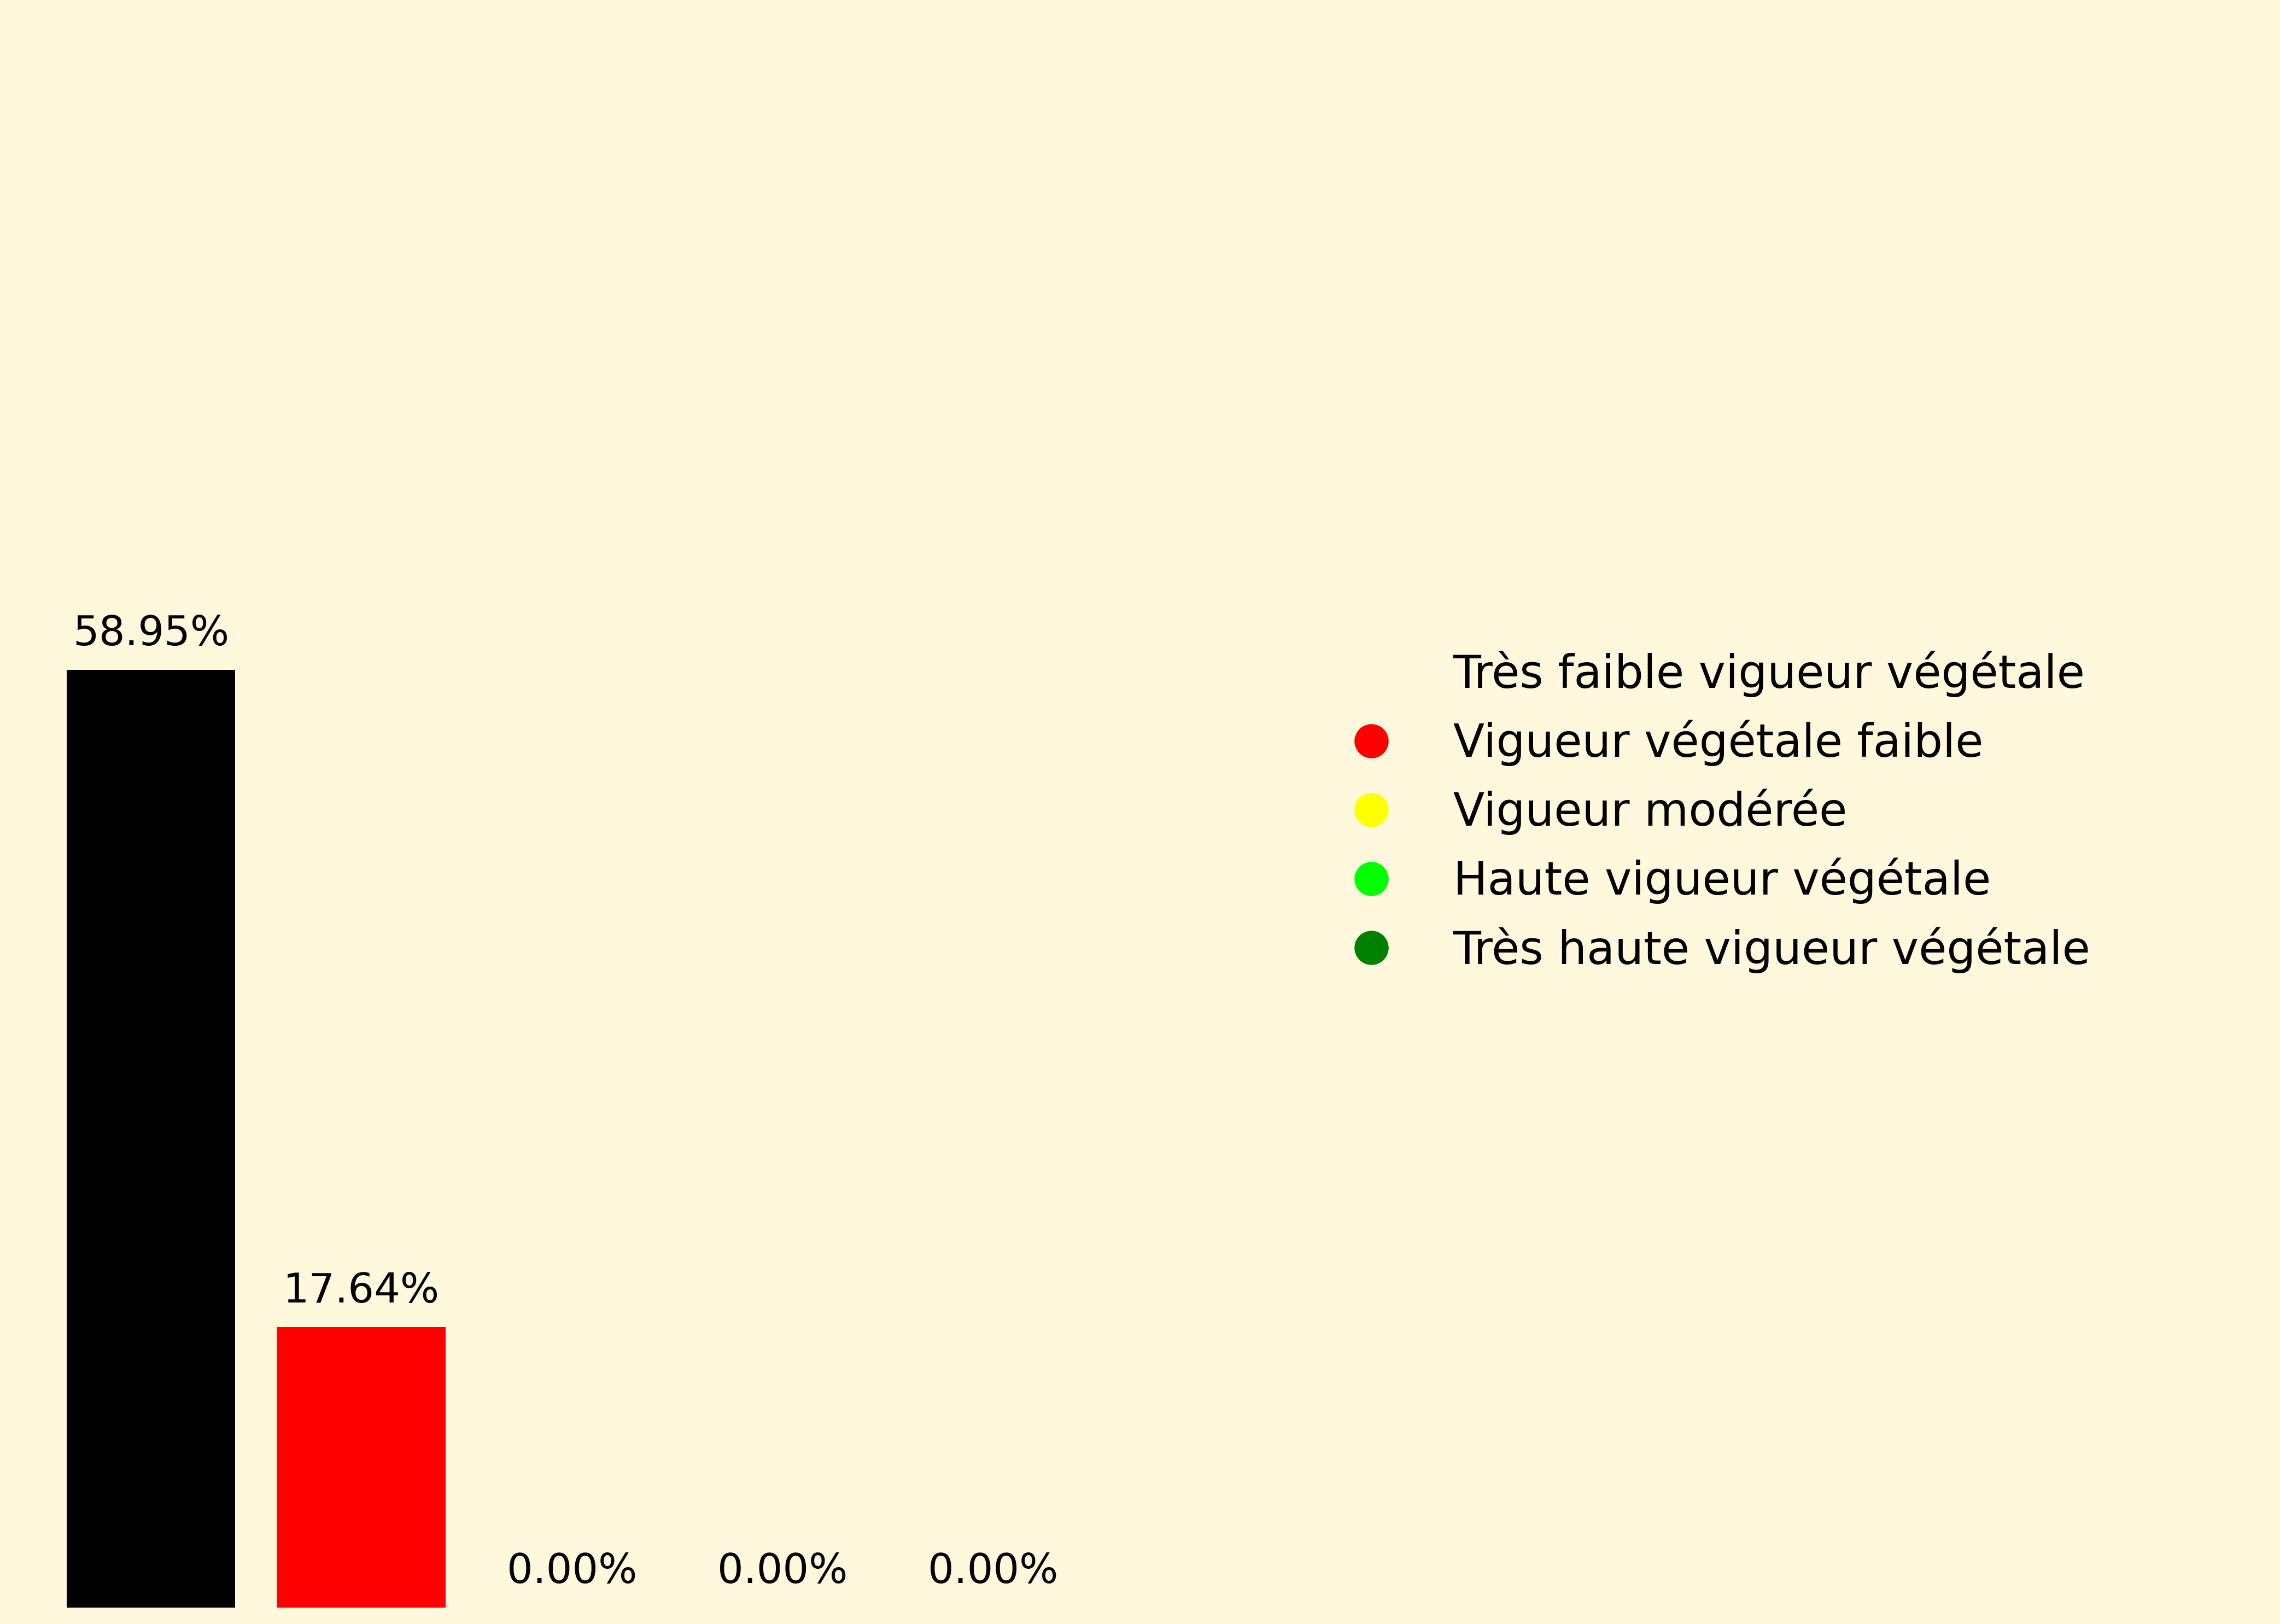 58.95%
17.64%
0.00%
0.00%
0.00%
Très faible vigueur végétale
Vigueur végétale faible
Vigueur modérée
Haute vigueur végétale
Très haute vigueur végétale